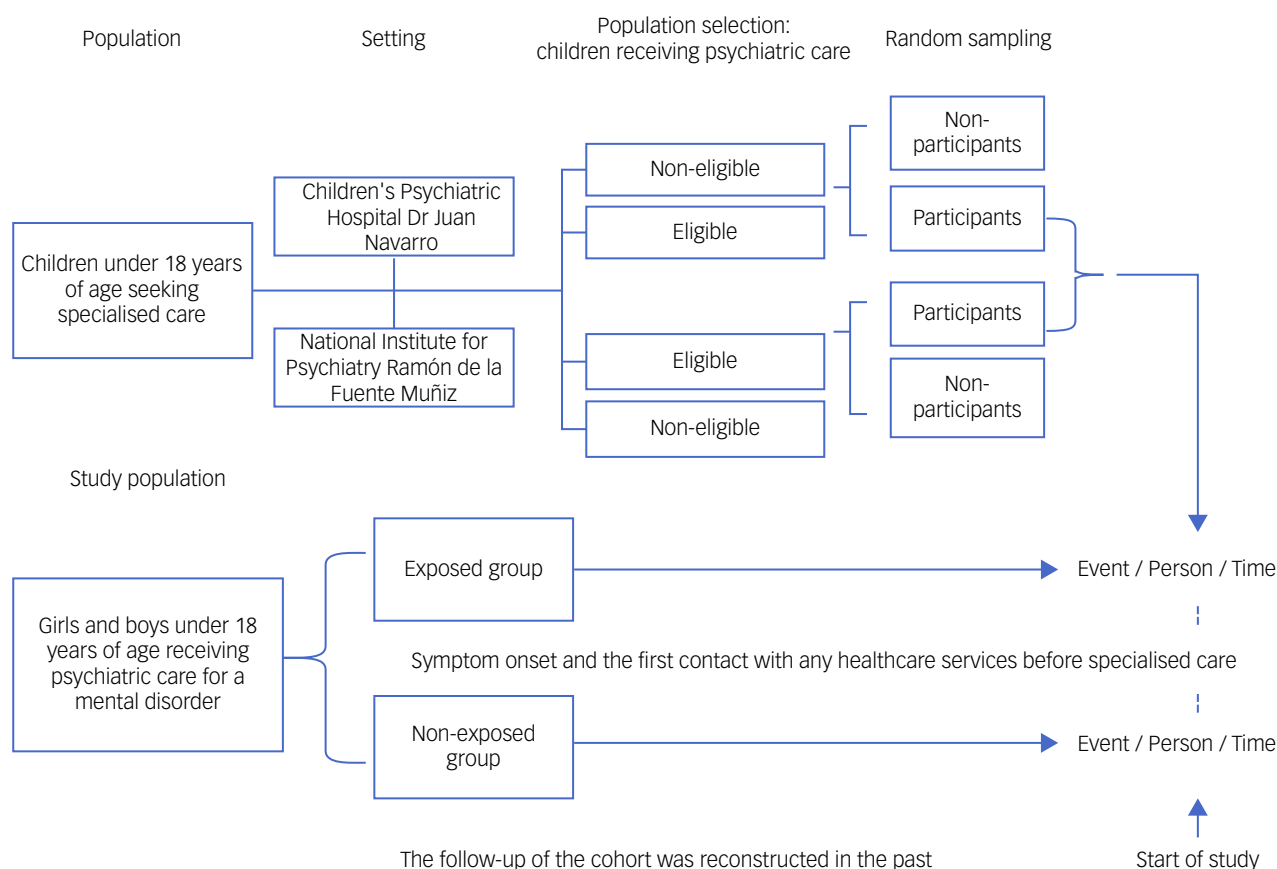 Population
Setting
Population selection:
children receiving psychiatric care
Random sampling
Children under 18 years
of age seeking
specialised care
Children's Psychiatric
Hospital Dr Juan
Navarro
National Institute for
Psychiatry Ramón de la
Fuente Muñiz
Non-eligible
Eligible
Eligible
Non-eligible
Non-
participants
Participants
Participants
Non-
participants
Study population
Girls and boys under 18
years of age receiving
psychiatric care for a
mental disorder
Exposed group
Event / Person / Time
Symptom onset and the first contact with any healthcare services before specialised care
Non-exposed
group
Event / Person / Time
The follow-up of the cohort was reconstructed in the past
Start of study